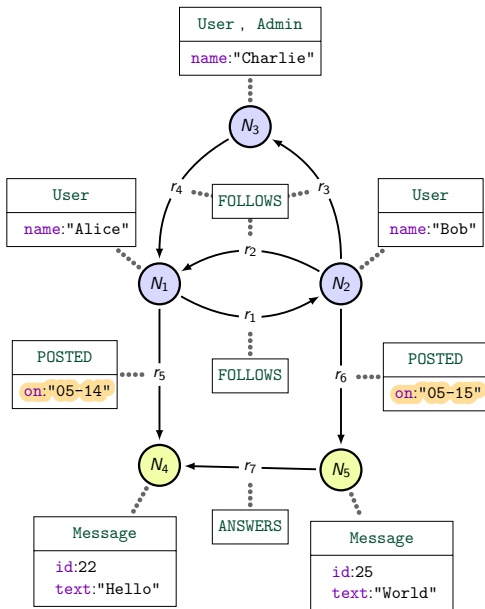 User , Admin
name:"Charlie"
N3
r4
r3
FOLLOWS
User
name:"Alice"
User
name:"Bob"
r2
N1
N2
r1
POSTED
on:"05-14"
r5
FOLLOWS
r6
POSTED
on:"05-15"
N4
r7
N5
ANSWERS
Message
id:22
text:"Hello"
Message
id:25
text:"World"